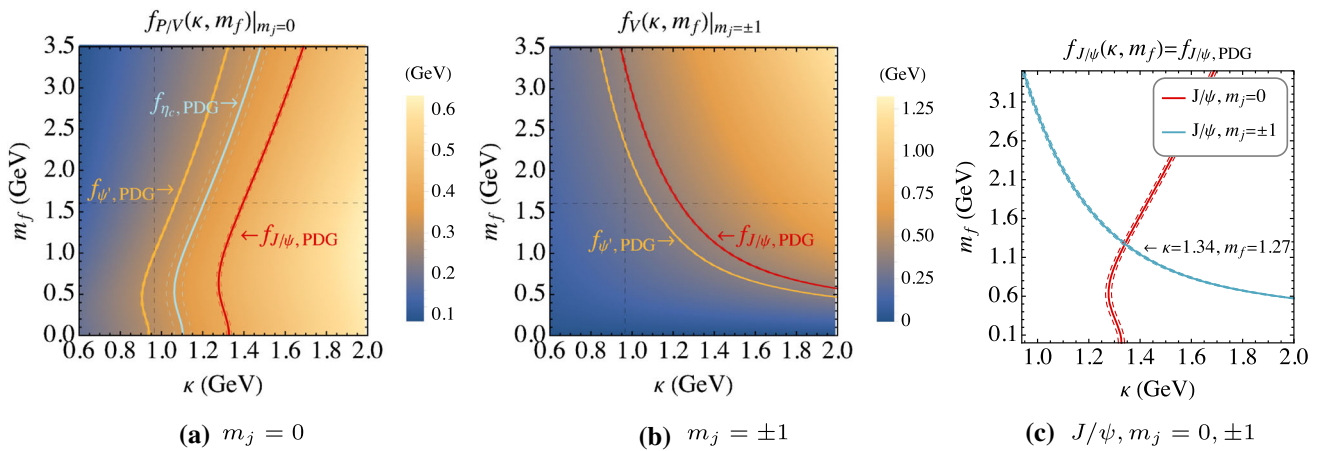 f_{P/V}(κ, m_f)|_{m_j=0}
3.5
3.0
2.5
2.0
1.5
1.0
0.5
0.0
m_f (GeV)
f_{η_c, PDG}→
f_{ψ', PDG}→
←f_{J/ψ, PDG}
0.6 0.8 1.0 1.2 1.4 1.6 1.8 2.0
κ (GeV)
(GeV)
0.6
0.5
0.4
0.3
0.2
0.1
(a) m_j = 0
f_V(κ, m_f)|_{m_j=±1}
3.5
3.0
2.5
2.0
1.5
1.0
0.5
0.0
m_f (GeV)
f_{ψ', PDG}→
←f_{J/ψ, PDG}
0.6 0.8 1.0 1.2 1.4 1.6 1.8 2.0
κ (GeV)
(GeV)
1.25
1.00
0.75
0.50
0.25
0
(b) m_j = ±1
f_{J/ψ}(κ, m_f)=f_{J/ψ, PDG}
3.1
2.6
2.1
1.6
1.1
0.6
0.1
m_f (GeV)
J/ψ, m_j=0
J/ψ, m_j=±1
← κ=1.34, m_f=1.27
1.0 1.2 1.4 1.6 1.8 2.0
κ (GeV)
(c) J/ψ, m_j = 0, ±1